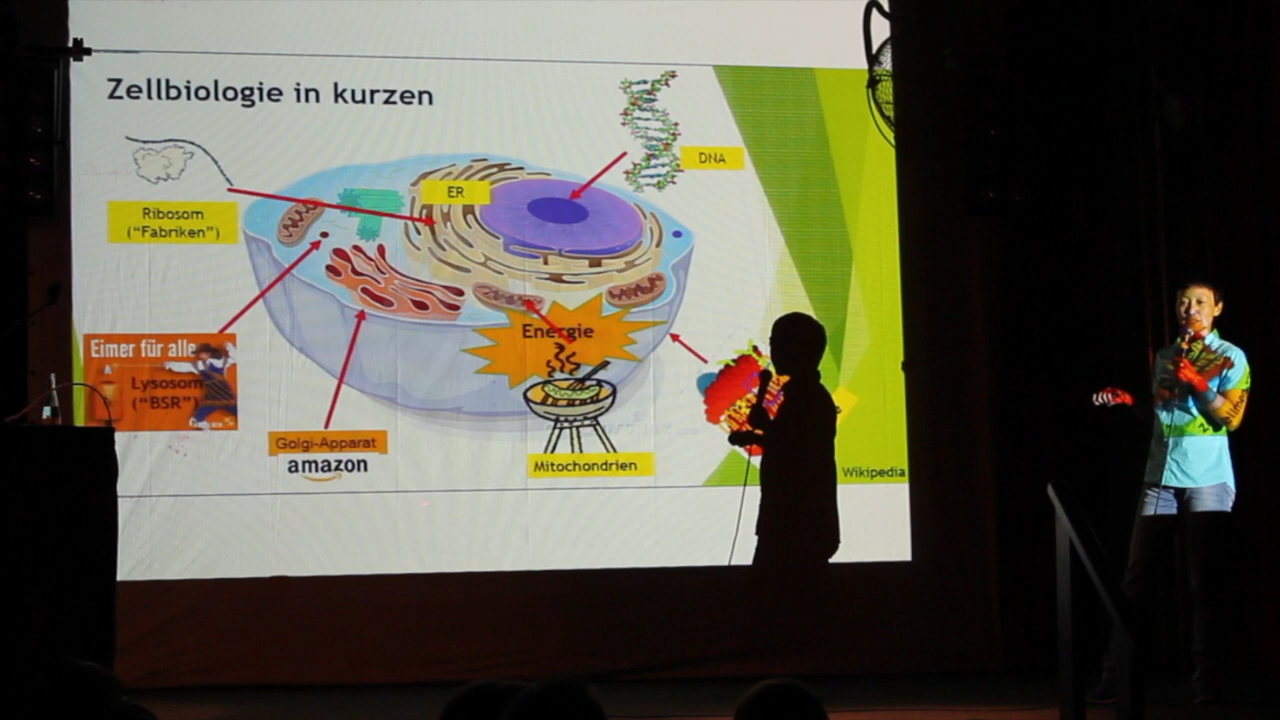 Zellbiologie in kurzen
DNA
ER
Ribosom
(“Fabriken”)
Energie
Eimer für alle
Lysosom
(“BSR”)
Golgi-Apparat
amazon
Mitochondrien
Wikipedia